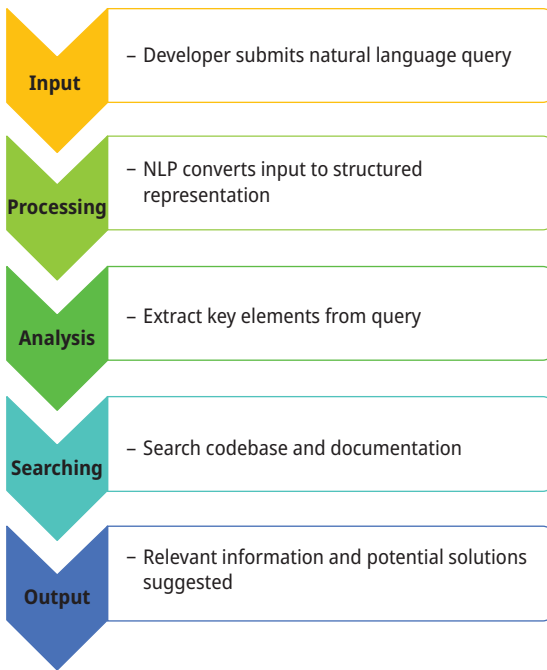 Input
– Developer submits natural language query
Processing
– NLP converts input to structured
representation
Analysis
– Extract key elements from query
Searching
– Search codebase and documentation
Output
– Relevant information and potential solutions
suggested